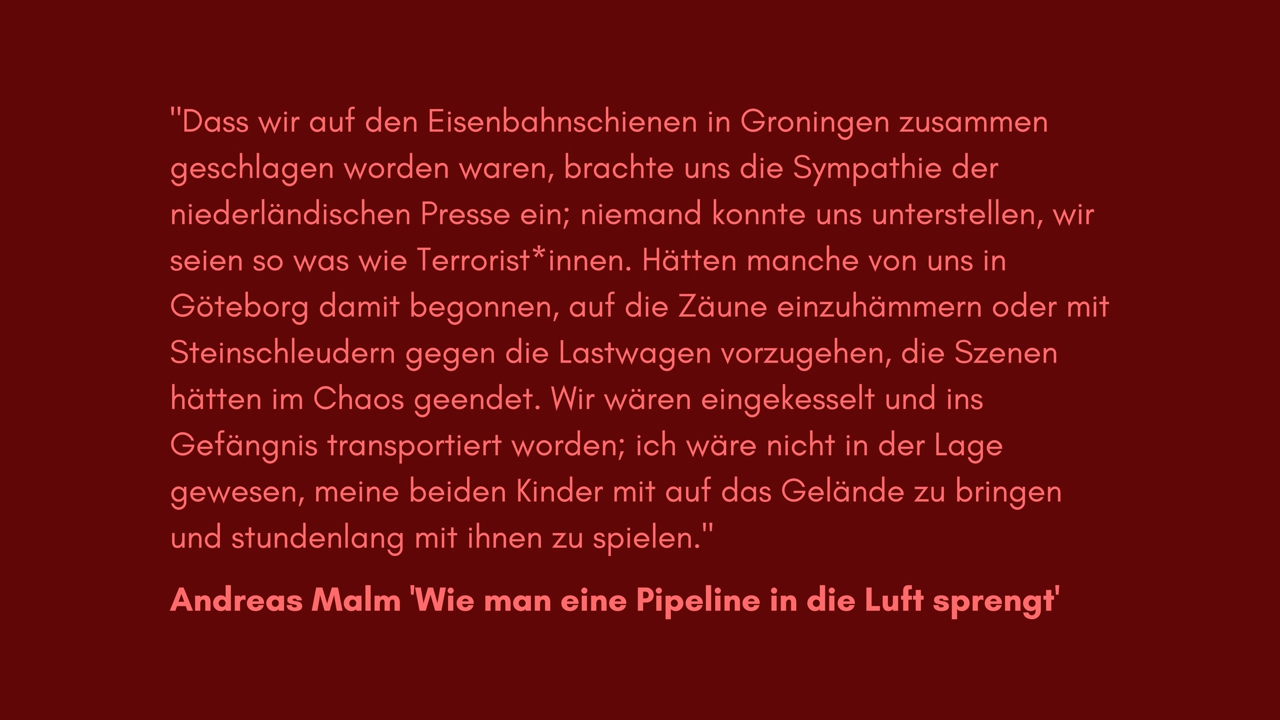 "Dass wir auf den Eisenbahnschienen in Groningen zusammen
geschlagen worden waren, brachte uns die Sympathie der
niederländischen Presse ein; niemand konnte uns unterstellen, wir
seien so was wie Terrorist*innen. Hätten manche von uns in
Göteborg damit begonnen, auf die Zäune einzuhämmern oder mit
Steinschleudern gegen die Lastwagen vorzugehen, die Szenen
hätten im Chaos geendet. Wir wären eingekesselt und ins
Gefängnis transportiert worden; ich wäre nicht in der Lage
gewesen, meine beiden Kinder mit auf das Gelände zu bringen
und stundenlang mit ihnen zu spielen."
Andreas Malm 'Wie man eine Pipeline in die Luft sprengt'